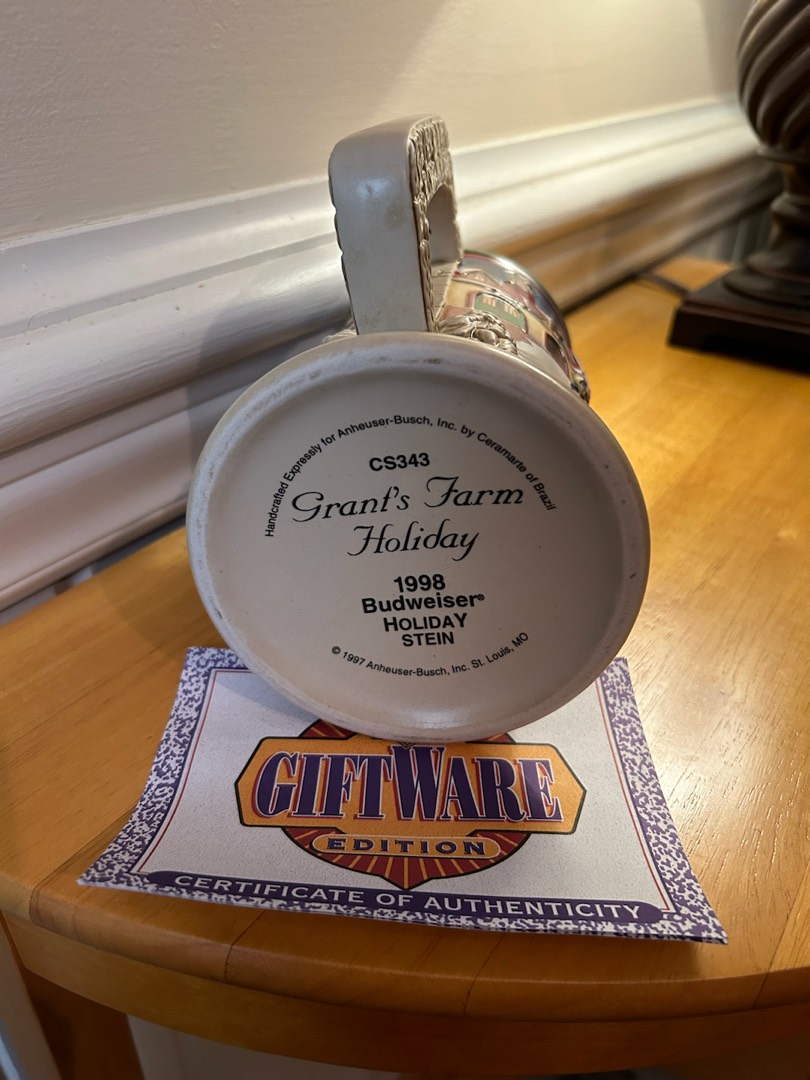 Handcrafted Expressly for Anheuser-Busch, Inc. by Ceramarte of Brazil
CS343
Grant's Farm
Holiday
1998
Budweiser®
HOLIDAY
STEIN
© 1997 Anheuser-Busch, Inc. St. Louis, MO
GIFTWARE
EDITION
CERTIFICATE OF AUTHENTICITY